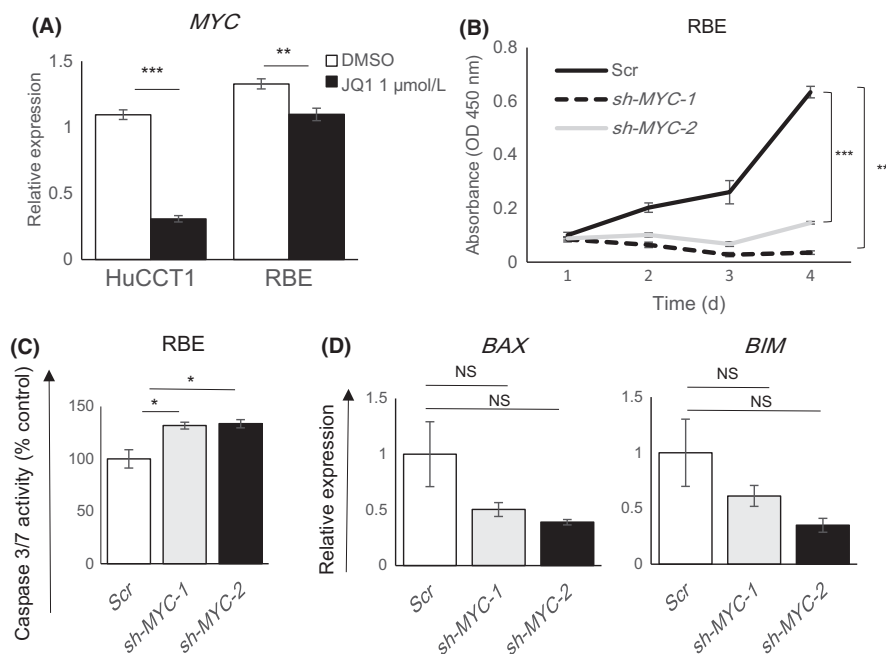 (A)
MYC
DMSO
JQ1 1 μmol/L
***
**
Relative expression
1.5
1
0.5
0
HuCCT1
RBE
(B)
RBE
Scr
sh-MYC-1
sh-MYC-2
Absorbance (OD 450 nm)
0.8
0.6
0.4
0.2
0
1 2 3 4
Time (d)
***
**
(C)
RBE
Caspase 3/7 activity (% control)
150
100
50
0
*
*
Scr
sh-MYC-1
sh-MYC-2
(D)
BAX
Relative expression
NS
NS
1.5
1
0.5
0
Scr
sh-MYC-1
sh-MYC-2
BIM
NS
NS
1.5
1
0.5
0
Scr
sh-MYC-1
sh-MYC-2